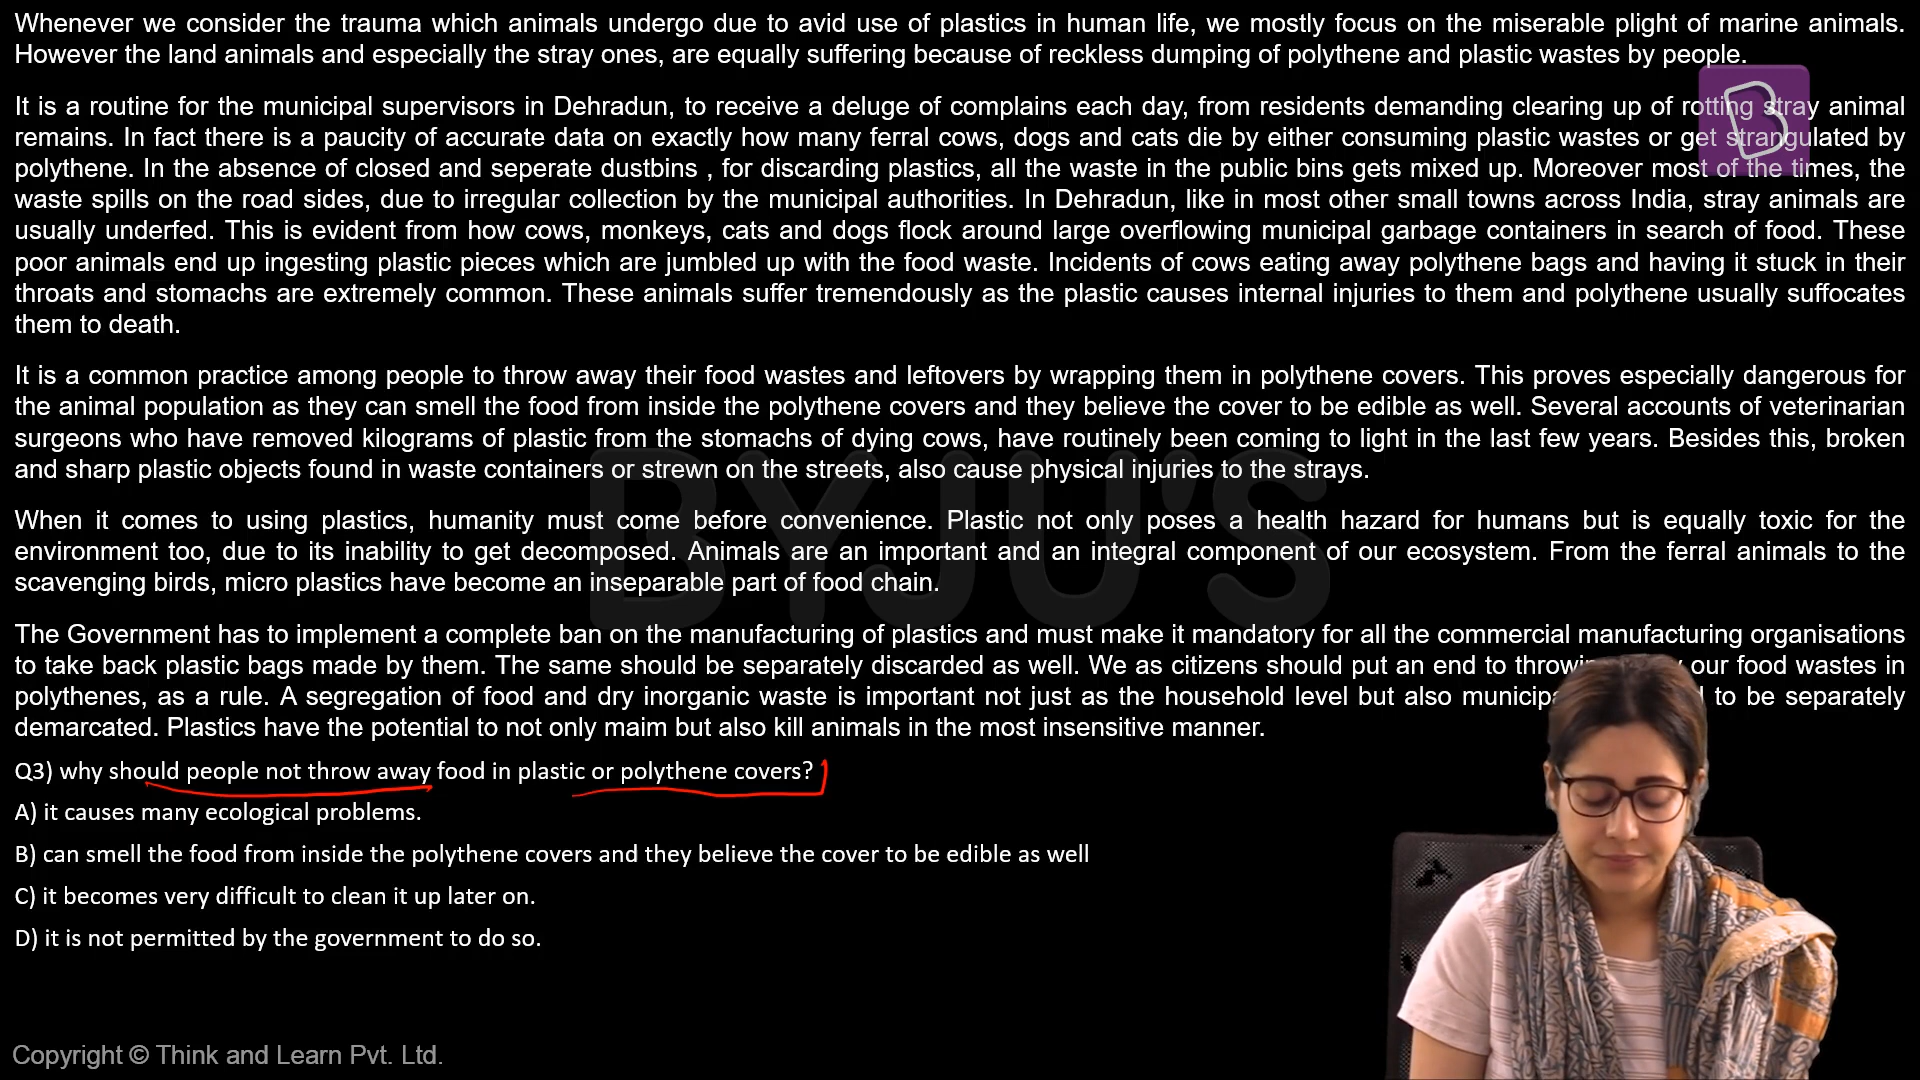 Whenever we consider the trauma which animals undergo due to avid use of plastics in human life, we mostly focus on the miserable plight of marine animals.
However the land animals and especially the stray ones, are equally suffering because of reckless dumping of polythene and plastic wastes by people.
It is a routine for the municipal supervisors in Dehradun, to receive a deluge of complains each day, from residents demanding clearing up of rotting stray animal
remains. In fact there is a paucity of accurate data on exactly how many ferral cows, dogs and cats die by either consuming plastic wastes or get strangulated by
polythene. In the absence of closed and seperate dustbins , for discarding plastics, all the waste in the public bins gets mixed up. Moreover most of the times, the
waste spills on the road sides, due to irregular collection by the municipal authorities. In Dehradun, like in most other small towns across India, stray animals are
usually underfed. This is evident from how cows, monkeys, cats and dogs flock around large overflowing municipal garbage containers in search of food. These
poor animals end up ingesting plastic pieces which are jumbled up with the food waste. Incidents of cows eating away polythene bags and having it stuck in their
throats and stomachs are extremely common. These animals suffer tremendously as the plastic causes internal injuries to them and polythene usually suffocates
them to death.
It is a common practice among people to throw away their food wastes and leftovers by wrapping them in polythene covers. This proves especially dangerous for
the animal population as they can smell the food from inside the polythene covers and they believe the cover to be edible as well. Several accounts of veterinarian
surgeons who have removed kilograms of plastic from the stomachs of dying cows, have routinely been coming to light in the last few years. Besides this, broken
and sharp plastic objects found in waste containers or strewn on the streets, also cause physical injuries to the strays.
BYJU'S
When it comes to using plastics, humanity must come before convenience. Plastic not only poses a health hazard for humans but is equally toxic for the
environment too, due to its inability to get decomposed. Animals are an important and an integral component of our ecosystem. From the ferral animals to the
scavenging birds, micro plastics have become an inseparable part of food chain.
The Government has to implement a complete ban on the manufacturing of plastics and must make it mandatory for all the commercial manufacturing organisations
to take back plastic bags made by them. The same should be separately discarded as well. We as citizens should put an end to our food wastes in
polythenes, as a rule. A segregation of food and dry inorganic waste is important not just as the household level but also to be separately
demarcated. Plastics have the potential to not only maim but also kill animals in the most insensitive manner.
Q3) why should people not throw away food in plastic or polythene covers?
A) it causes many ecological problems.
B) can smell the food from inside the polythene covers and they believe the cover to be edible as well
C) it becomes very difficult to clean it up later on.
D) it is not permitted by the government to do so.
Copyright © Think and Learn Pvt. Ltd.